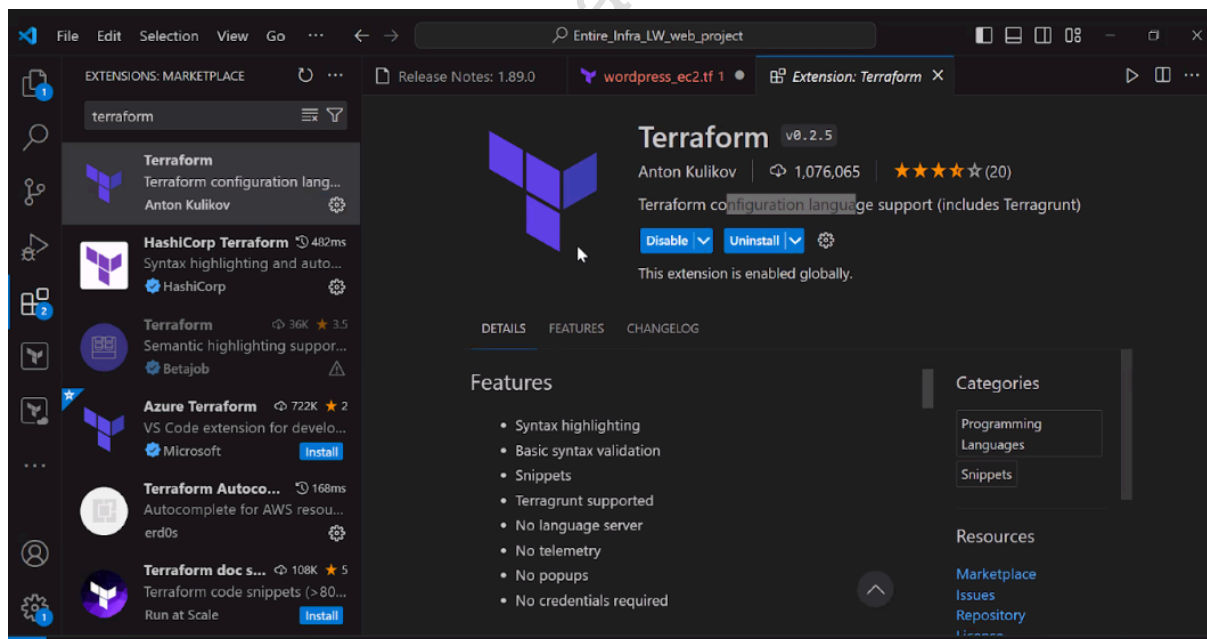 File Edit Selection View Go ... Entire_Infra_LW_web_project
EXTENSIONS: MARKETPLACE
terraform
Terraform
Terraform configuration lang...
Anton Kulikov
HashiCorp Terraform 482ms
Syntax highlighting and auto...
HashiCorp
Terraform 36K 3.5
Semantic highlighting suppor...
Betajob
Azure Terraform 722K 2
VS Code extension for develo...
Microsoft Install
Terraform Autoco... 168ms
Autocomplete for AWS resou...
erd0s
Terraform doc s... 108K 5
Terraform code snippets (>80...
Run at Scale Install
1
2
1
Release Notes: 1.89.0 wordpress_ec2.tf 1 Extension: Terraform
Terraform v0.2.5
Anton Kulikov 1,076,065 (20)
Terraform configuration language support (includes Terragrunt)
Disable Uninstall
This extension is enabled globally.
DETAILS FEATURES CHANGELOG
Features
• Syntax highlighting
• Basic syntax validation
• Snippets
• Terragrunt supported
• No language server
• No telemetry
• No popups
• No credentials required
Categories
Programming
Languages
Snippets
Resources
Marketplace
Issues
Repository